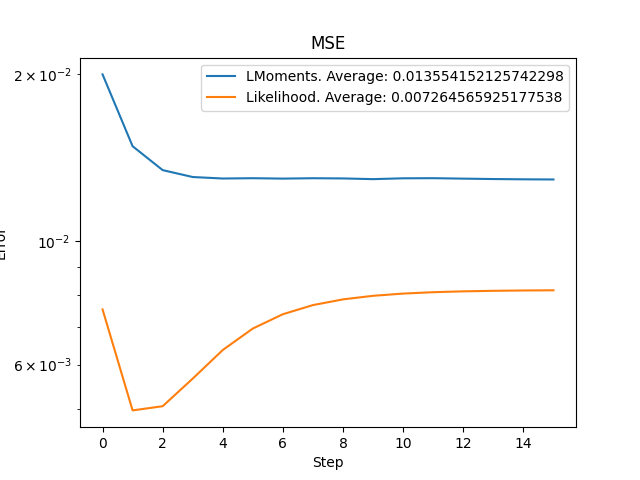 MSE
LMoments. Average: 0.013554152125742298
Likelihood. Average: 0.007264565925177538
2 × 10⁻²
10⁻²
6 × 10⁻³
Error
0 2 4 6 8 10 12 14
Step